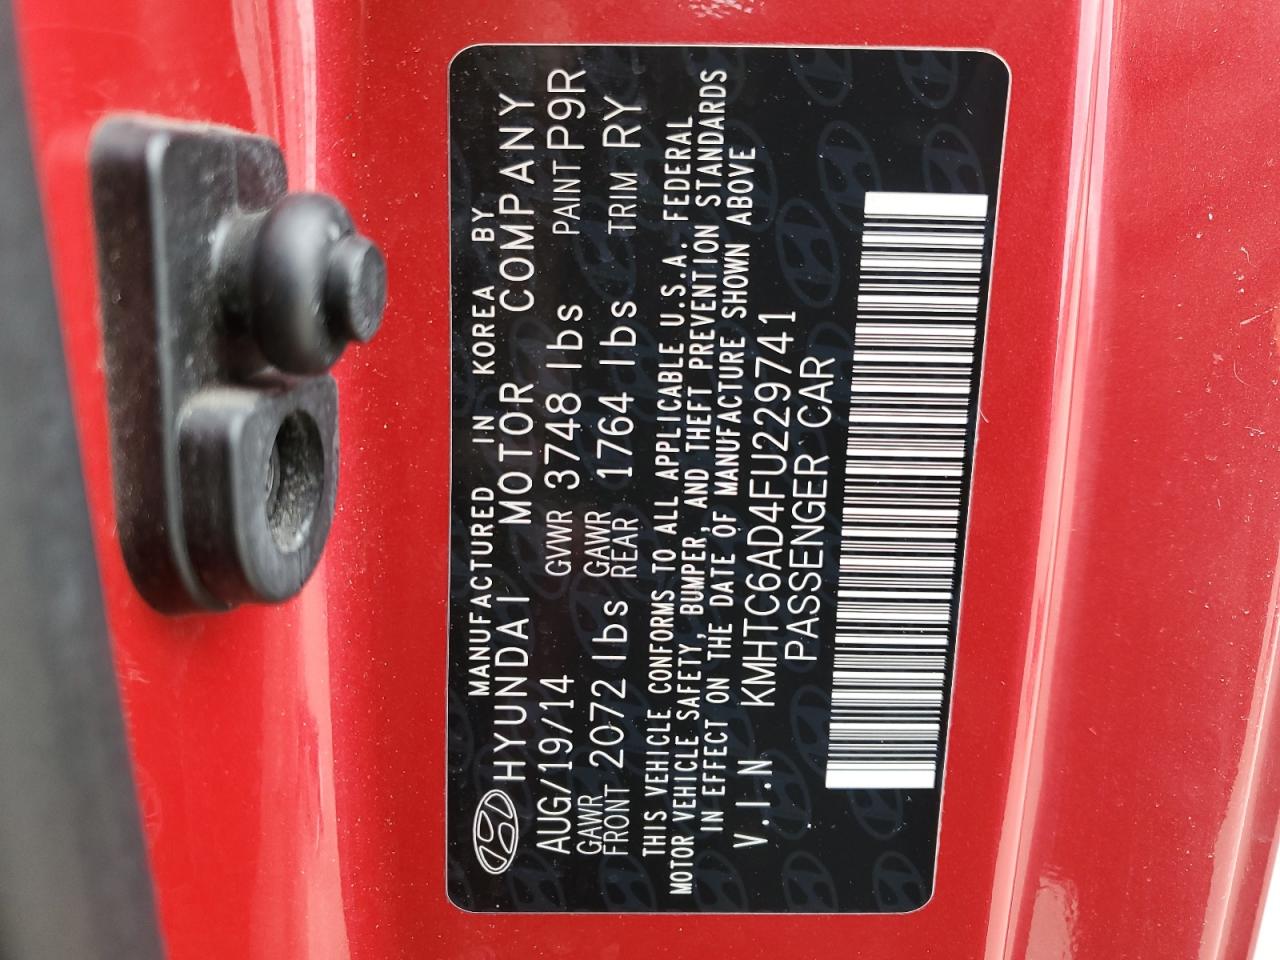 MANUFACTURED IN KOREA BY
HYUNDAI MOTOR COMPANY
AUG/19/14 GVWR 3748 lbs PAINT P9R
GAWR FRONT 2072 lbs GAWR REAR 1764 lbs TRIM RY
THIS VEHICLE CONFORMS TO ALL APPLICABLE U.S.A. FEDERAL
MOTOR VEHICLE SAFETY, BUMPER, AND THEFT PREVENTION STANDARDS
IN EFFECT ON THE DATE OF MANUFACTURE SHOWN ABOVE
V.I.N KMHTC6AD4FU229741
PASSENGER CAR